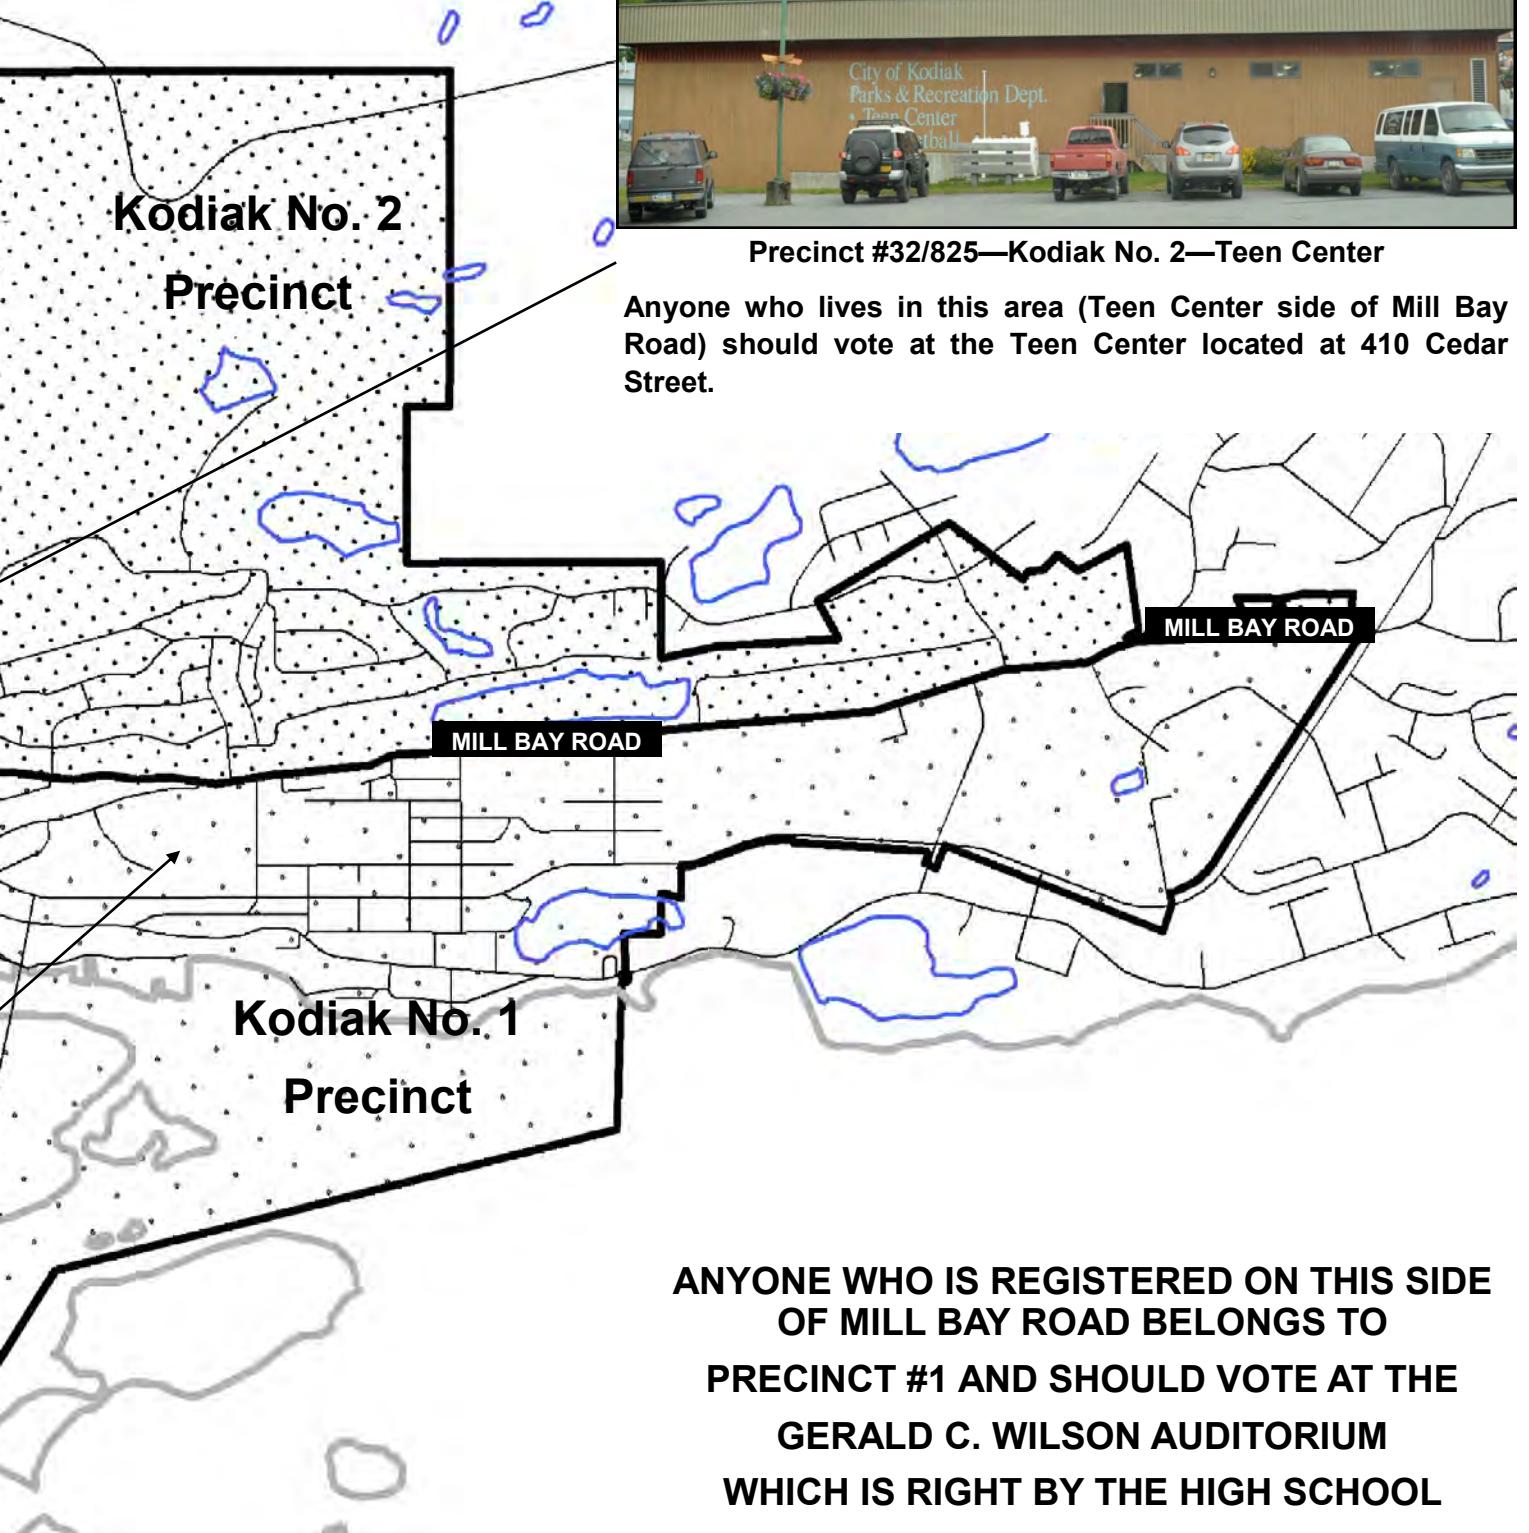 City of Kodiak
Parks & Recreation Dept.
• Teen Center
Kodiak No. 2
Precinct
Precinct #32/825—Kodiak No. 2—Teen Center
Anyone who lives in this area (Teen Center side of Mill Bay
Road) should vote at the Teen Center located at 410 Cedar
Street.
MILL BAY ROAD
MILL BAY ROAD
Kodiak No. 1
Precinct
ANYONE WHO IS REGISTERED ON THIS SIDE
OF MILL BAY ROAD BELONGS TO
PRECINCT #1 AND SHOULD VOTE AT THE
GERALD C. WILSON AUDITORIUM
WHICH IS RIGHT BY THE HIGH SCHOOL